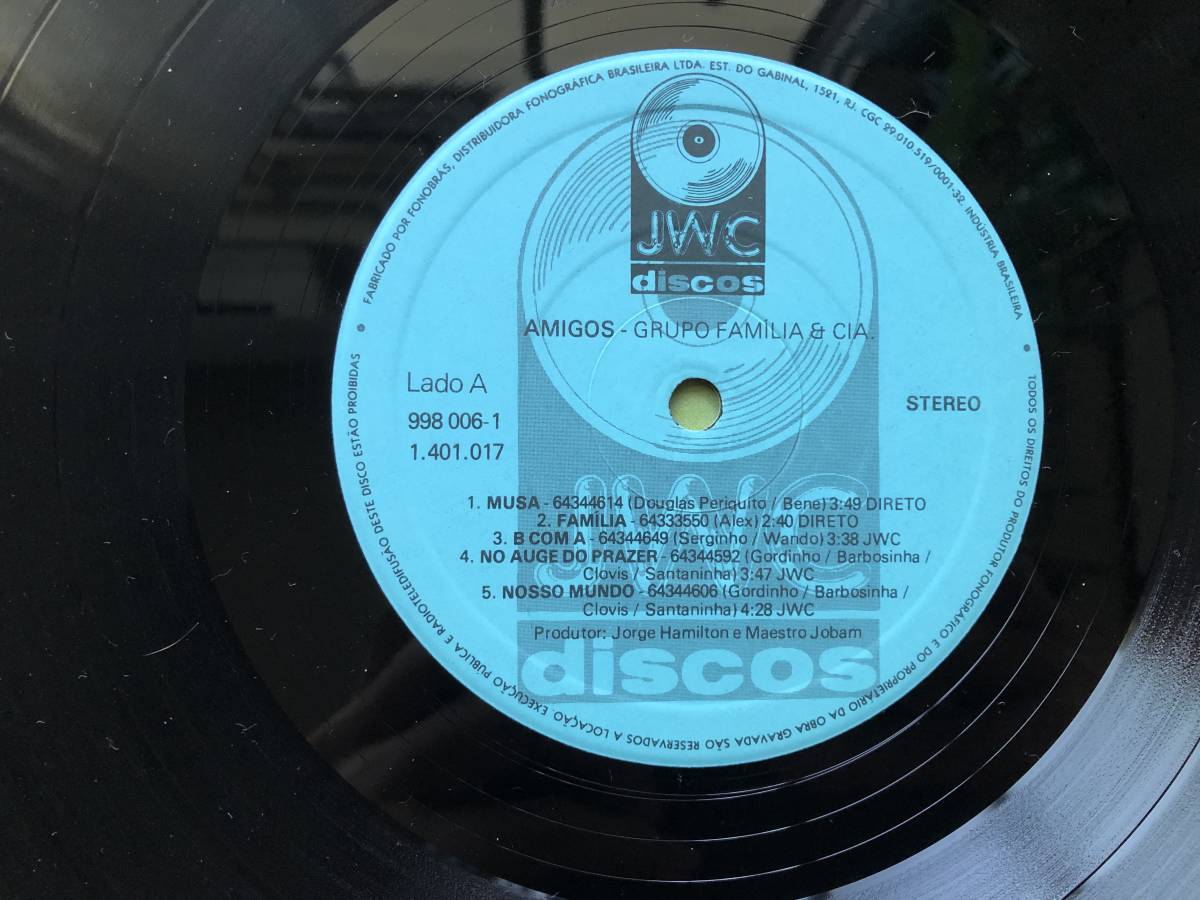 FABRICADO POR FONOBRÁS, DISTRIBUIDORA FONOGRÁFICA BRASILEIRA LTDA. EST. DO GABINAL, 1521, RJ. CGC 29.010.519/0001-32. INDÚSTRIA BRASILEIRA
JWC
discos
AMIGOS - GRUPO FAMÍLIA & CIA.
Lado A
998 006-1
1.401.017
STEREO
1. MUSA - 64344614 (Douglas Periquito / Bene) 3:49 DIRETO
2. FAMÍLIA - 64333550 (Alex) 2:40 DIRETO
3. B COM A - 64344649 (Serginho / Wando) 3:38 JWC
4. NO AUGE DO PRAZER - 64344592 (Gordinho / Barbosinha /
Clovis / Santaninha) 3:47 JWC
5. NOSSO MUNDO - 64344606 (Gordinho / Barbosinha /
Clovis / Santaninha) 4:28 JWC
Produtor: Jorge Hamilton e Maestro Jobam
JWC
discos
TODOS OS DIREITOS DO PRODUTOR FONOGRÁFICO E DO PROPRIETÁRIO DA OBRA GRAVADA SÃO RESERVADOS A LOCAÇÃO, EXECUÇÃO PÚBLICA E RADIOTELEDIFUSÃO DESTE DISCO ESTÃO PROIBIDAS